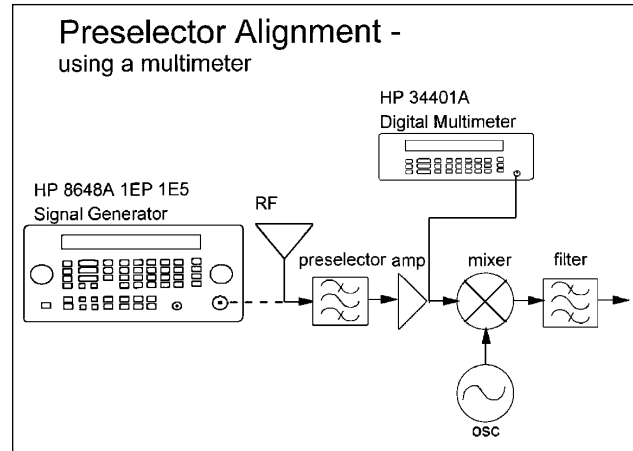 Preselector Alignment -
using a multimeter
HP 34401A
Digital Multimeter
HP 8648A 1EP 1E5
Signal Generator
RF
preselector amp mixer filter
osc